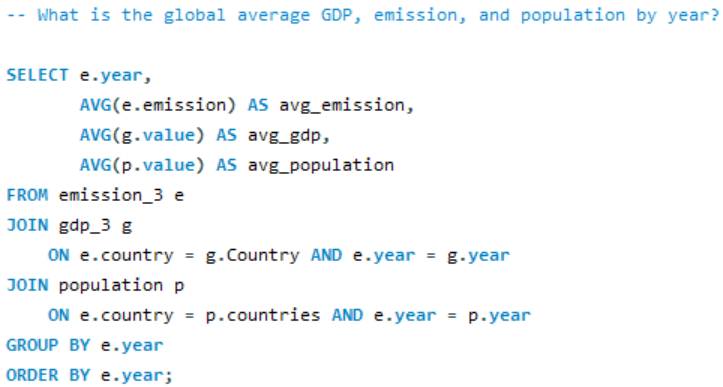 -- What is the global average GDP, emission, and population by year?
SELECT e.year,
AVG(e.emission) AS avg_emission,
AVG(g.value) AS avg_gdp,
AVG(p.value) AS avg_population
FROM emission_3 e
JOIN gdp_3 g
ON e.country = g.Country AND e.year = g.year
JOIN population p
ON e.country = p.countries AND e.year = p.year
GROUP BY e.year
ORDER BY e.year;